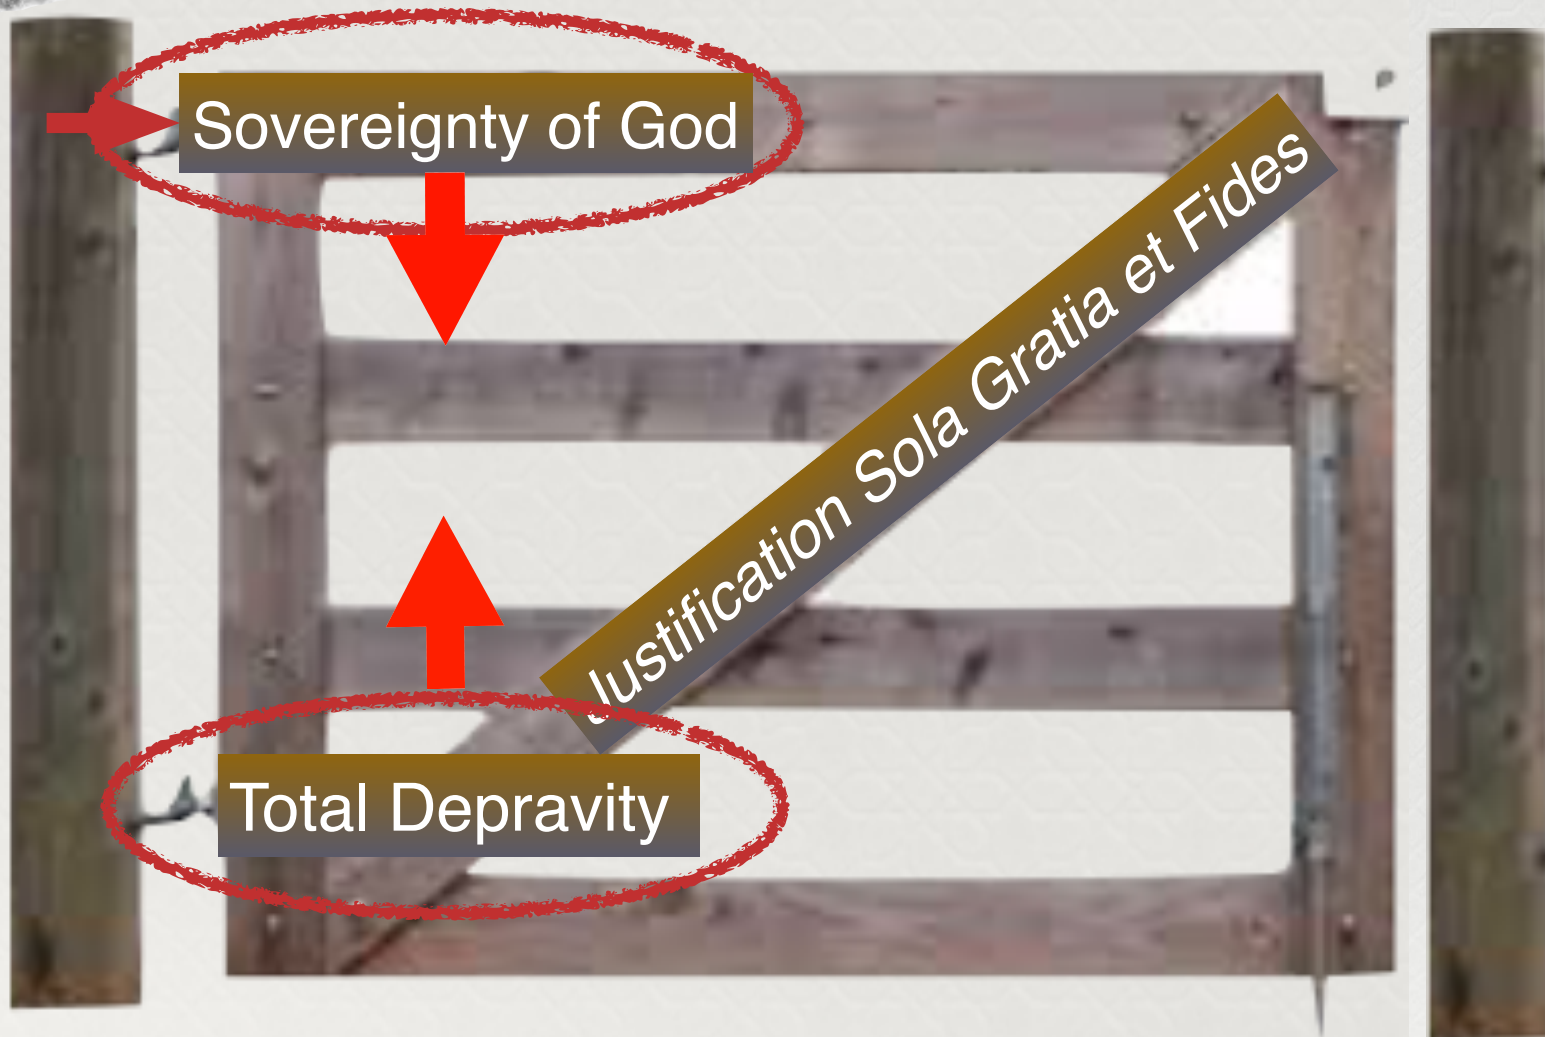 Sovereignty of God
Justification Sola Gratia et Fides
Total Depravity